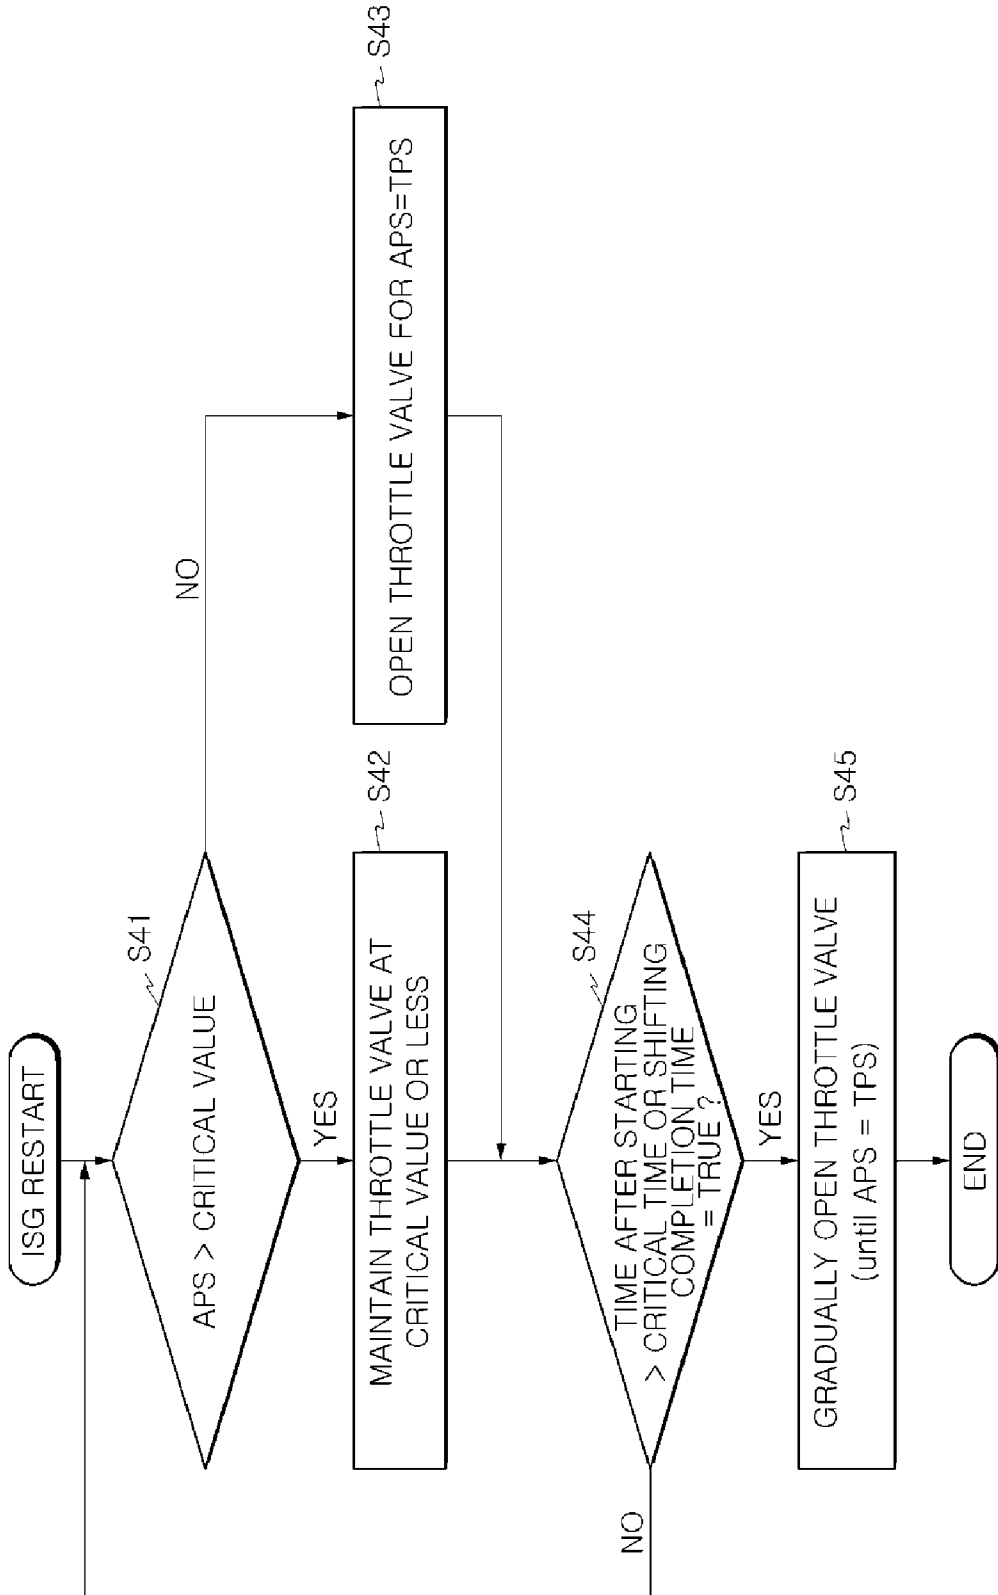 ISG RESTART
S41
APS > CRITICAL VALUE
NO
YES
S42
MAINTAIN THROTTLE VALVE AT
CRITICAL VALUE OR LESS
S43
OPEN THROTTLE VALVE FOR APS=TPS
S44
TIME AFTER STARTING
> CRITICAL TIME OR SHIFTING
COMPLETION TIME
= TRUE ?
NO
YES
S45
GRADUALLY OPEN THROTTLE VALVE
(until APS = TPS)
END